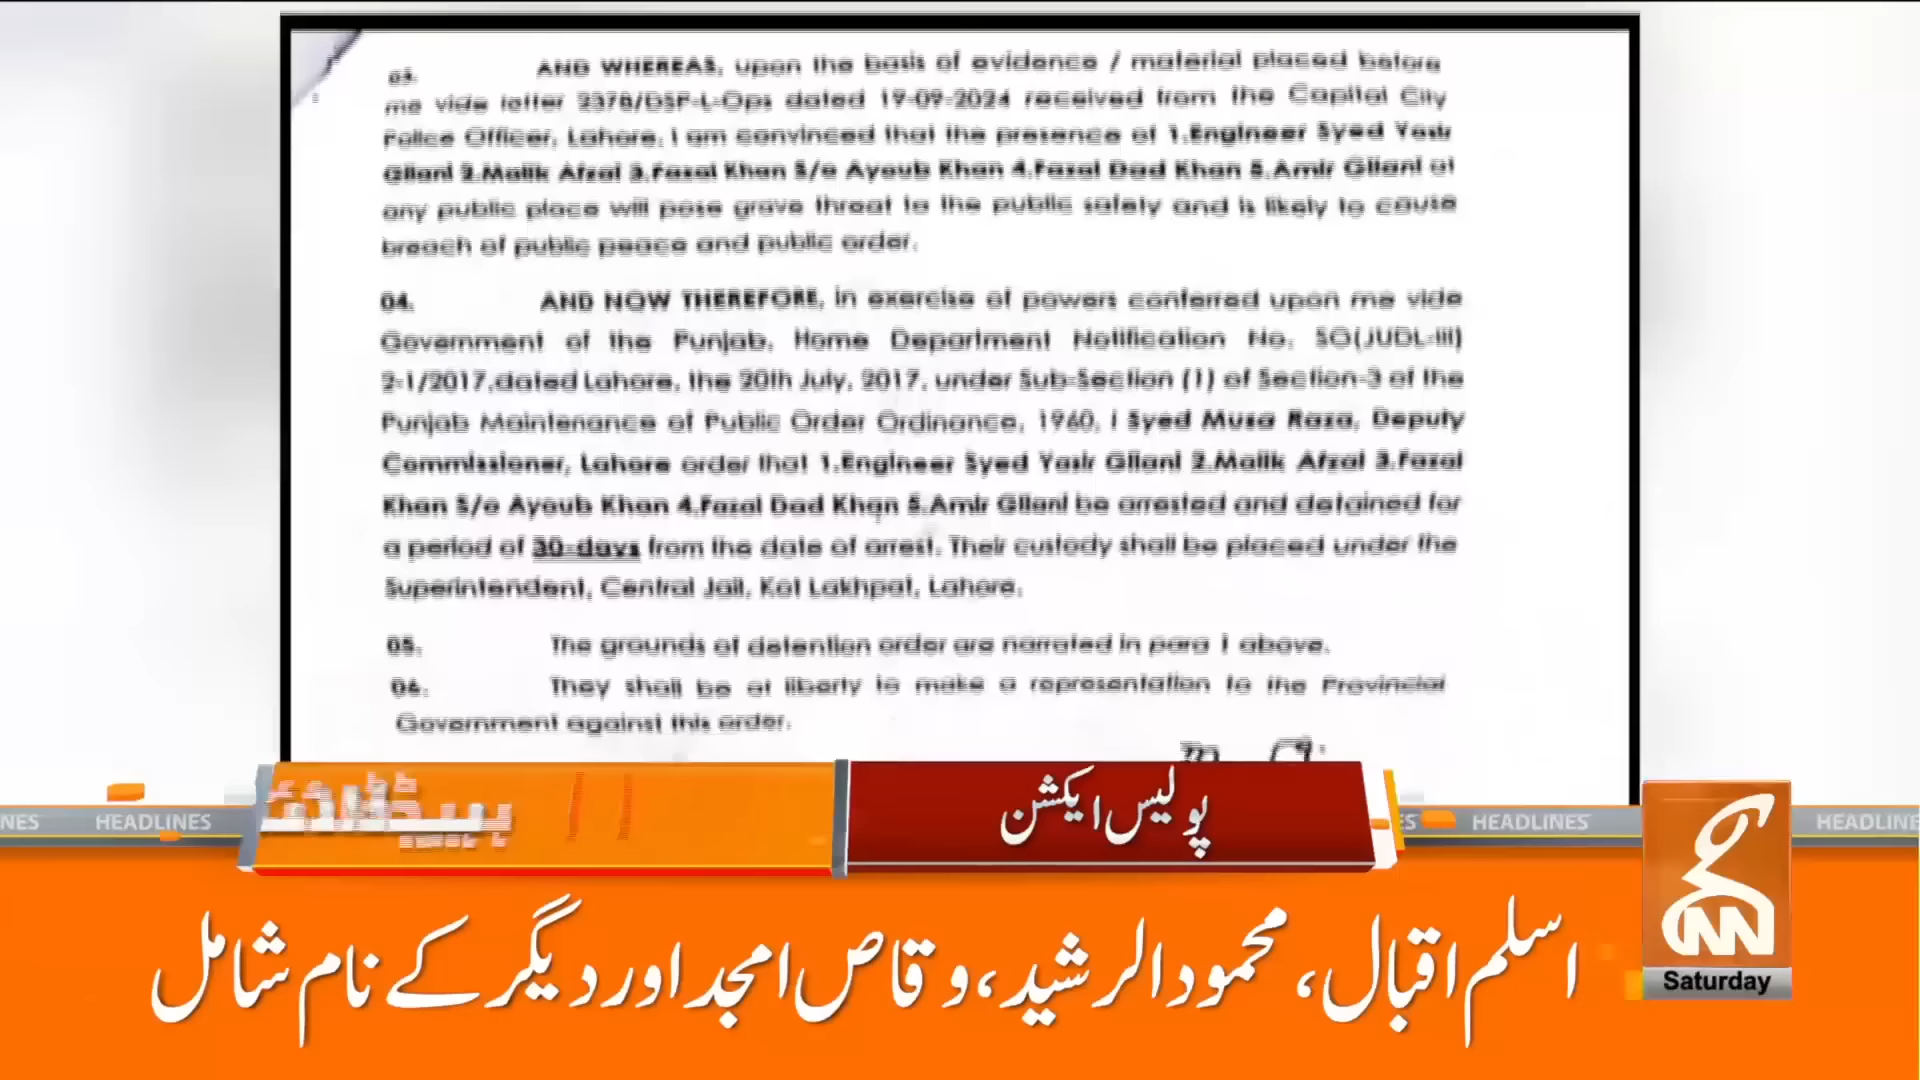 03. AND WHEREAS, upon the basis of evidence / material placed before
me vide letter 2378/DSP-L-Ops dated 19-09-2024 received from the Capital City
Police Officer, Lahore, I am convinced that the presence of 1.Engineer Syed Yasir
Gilani 2.Malik Afzal 3.Fazal Khan S/o Ayoub Khan 4.Fazal Dad Khan 5.Amir Gilani at
any public place will pose grave threat to the public safety and is likely to cause
breach of public peace and public order.
04. AND NOW THEREFORE, in exercise of powers conferred upon me vide
Government of the Punjab, Home Department Notification No. SO(JUDL-III)
2-1/2017,dated Lahore, the 20th July, 2017, under Sub-Section (1) of Section-3 of the
Punjab Maintenance of Public Order Ordinance, 1960, I Syed Musa Raza, Deputy
Commissioner, Lahore order that 1.Engineer Syed Yasir Gilani 2.Malik Afzal 3.Fazal
Khan S/o Ayoub Khan 4.Fazal Dad Khan 5.Amir Gilani be arrested and detained for
a period of 30-days from the date of arrest. Their custody shall be placed under the
Superintendent, Central Jail, Kot Lakhpat, Lahore.
05. The grounds of detention order are narrated in para 1 above.
06. They shall be at liberty to make a representation to the Provincial
Government against this order.
پولیس ایکشن
HEADLINES
HEADLINES
GNN
Saturday
اسلم اقبال، محمودالرشید، وقاص امجد اور دیگر کے نام شامل